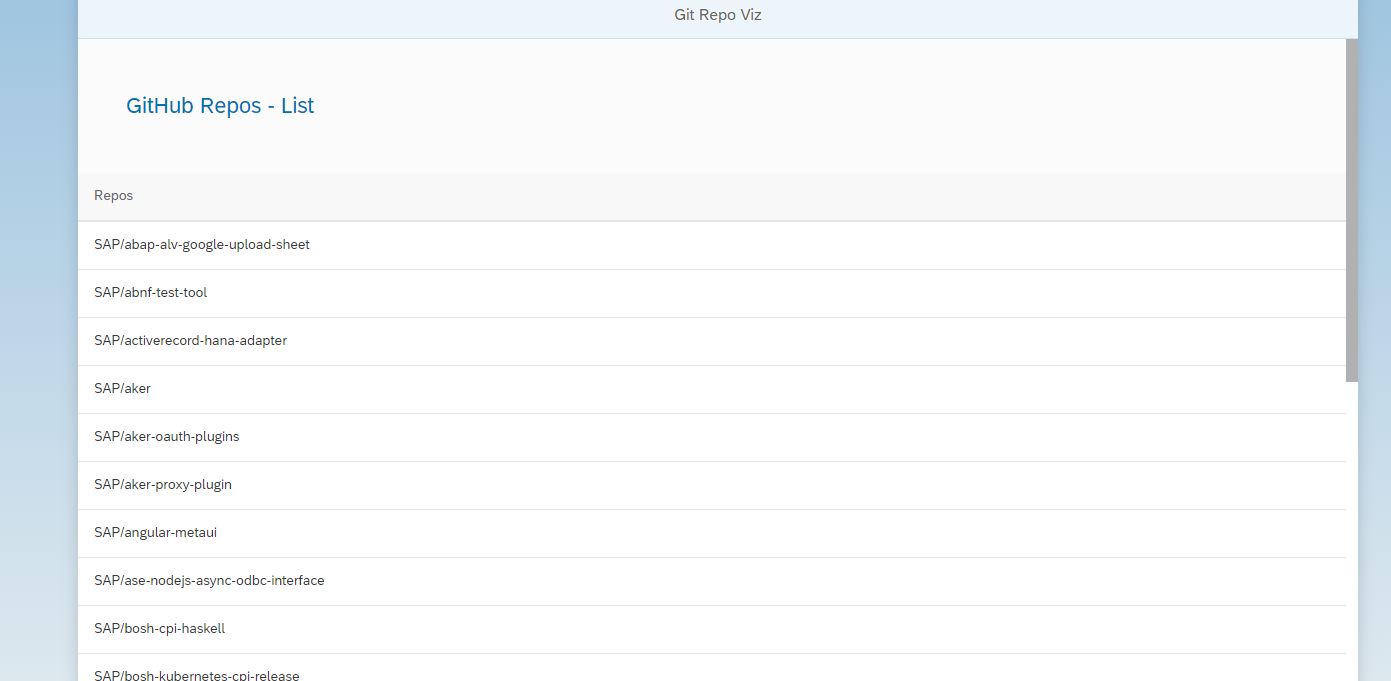 Git Repo Viz
GitHub Repos - List
Repos
SAP/abap-alv-google-upload-sheet
SAP/abnf-test-tool
SAP/activerecord-hana-adapter
SAP/aker
SAP/aker-oauth-plugins
SAP/aker-proxy-plugin
SAP/angular-metaui
SAP/ase-nodejs-async-odbc-interface
SAP/bosh-cpi-haskell
SAP/bosh-kubernetes-cpi-release